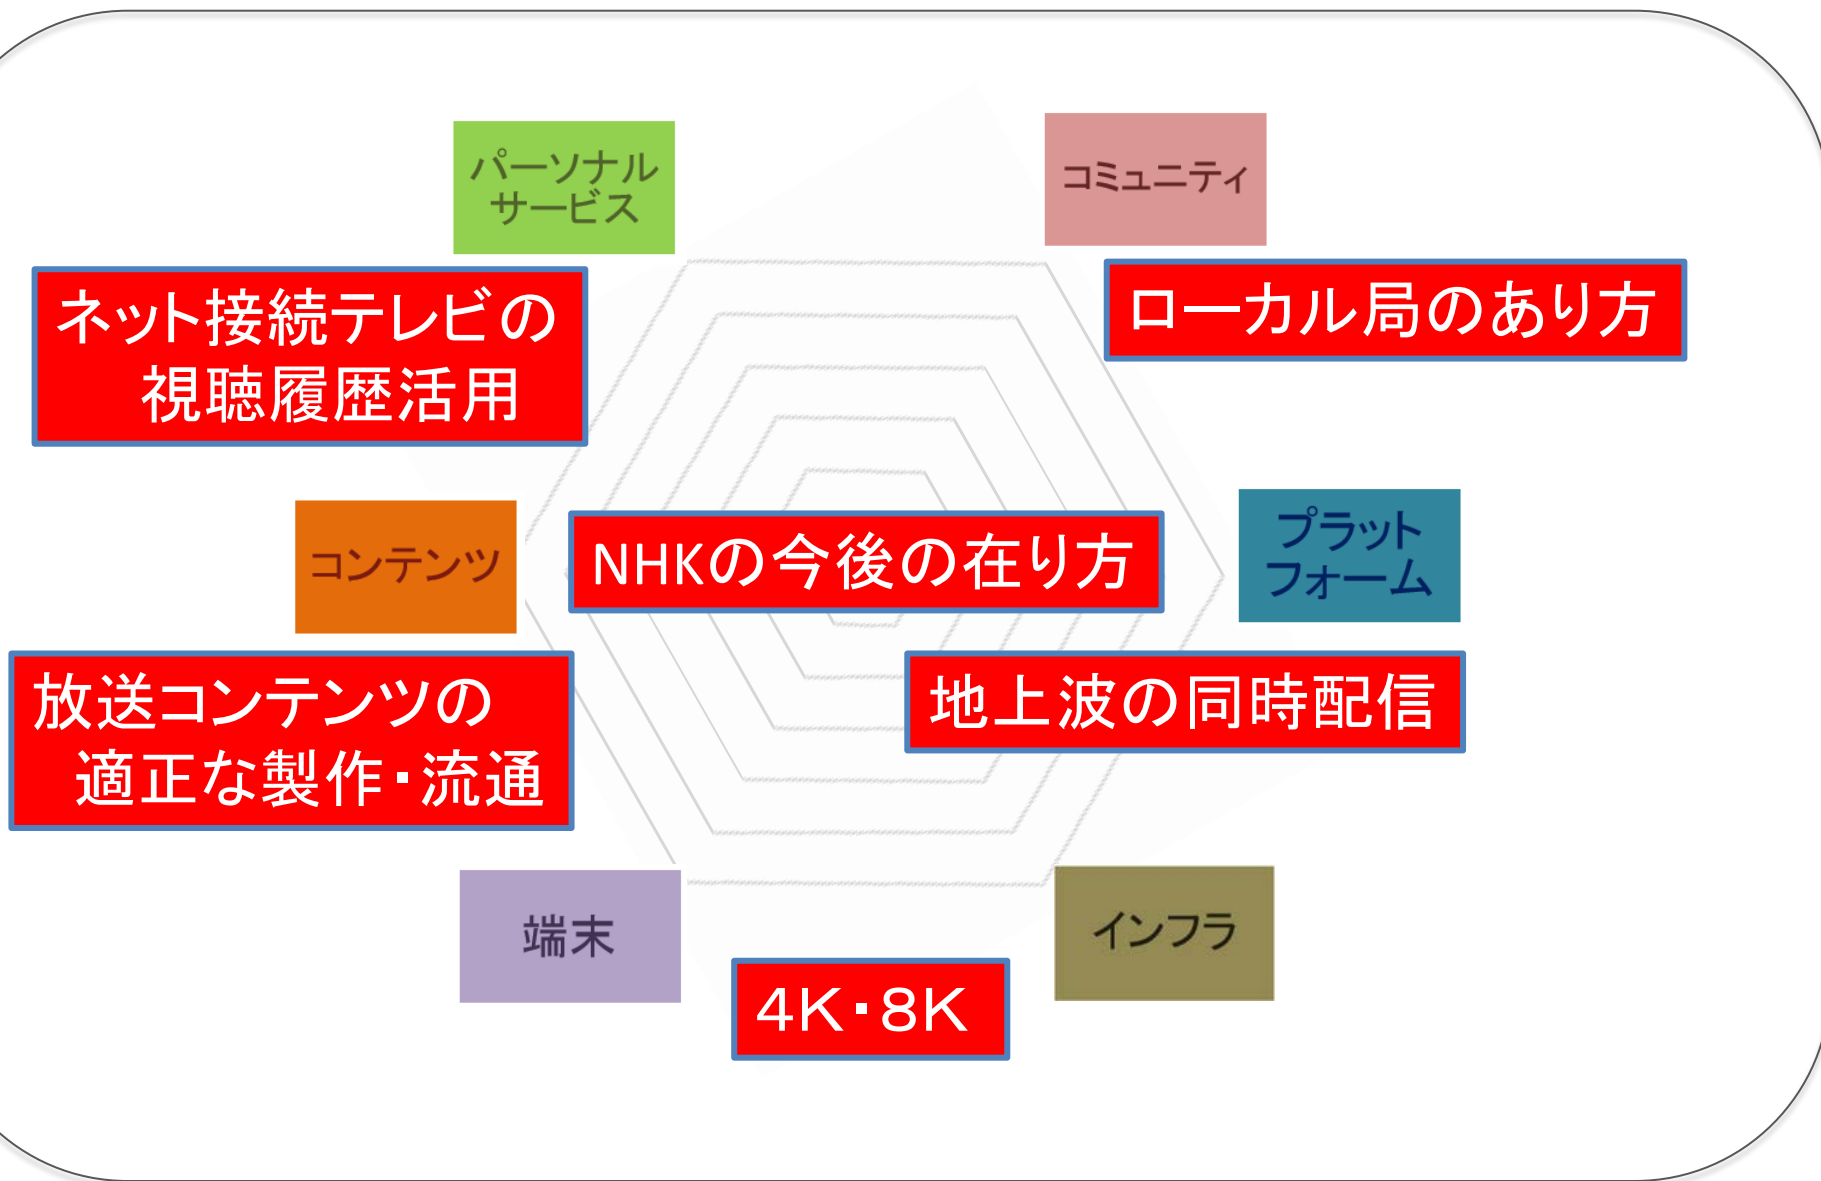 パーソナル
サービス
コミュニティ
ネット接続テレビの
視聴履歴活用
ローカル局のあり方
コンテンツ
NHKの今後の在り方
プラット
フォーム
放送コンテンツの
適正な製作・流通
地上波の同時配信
端末
インフラ
4K・8K